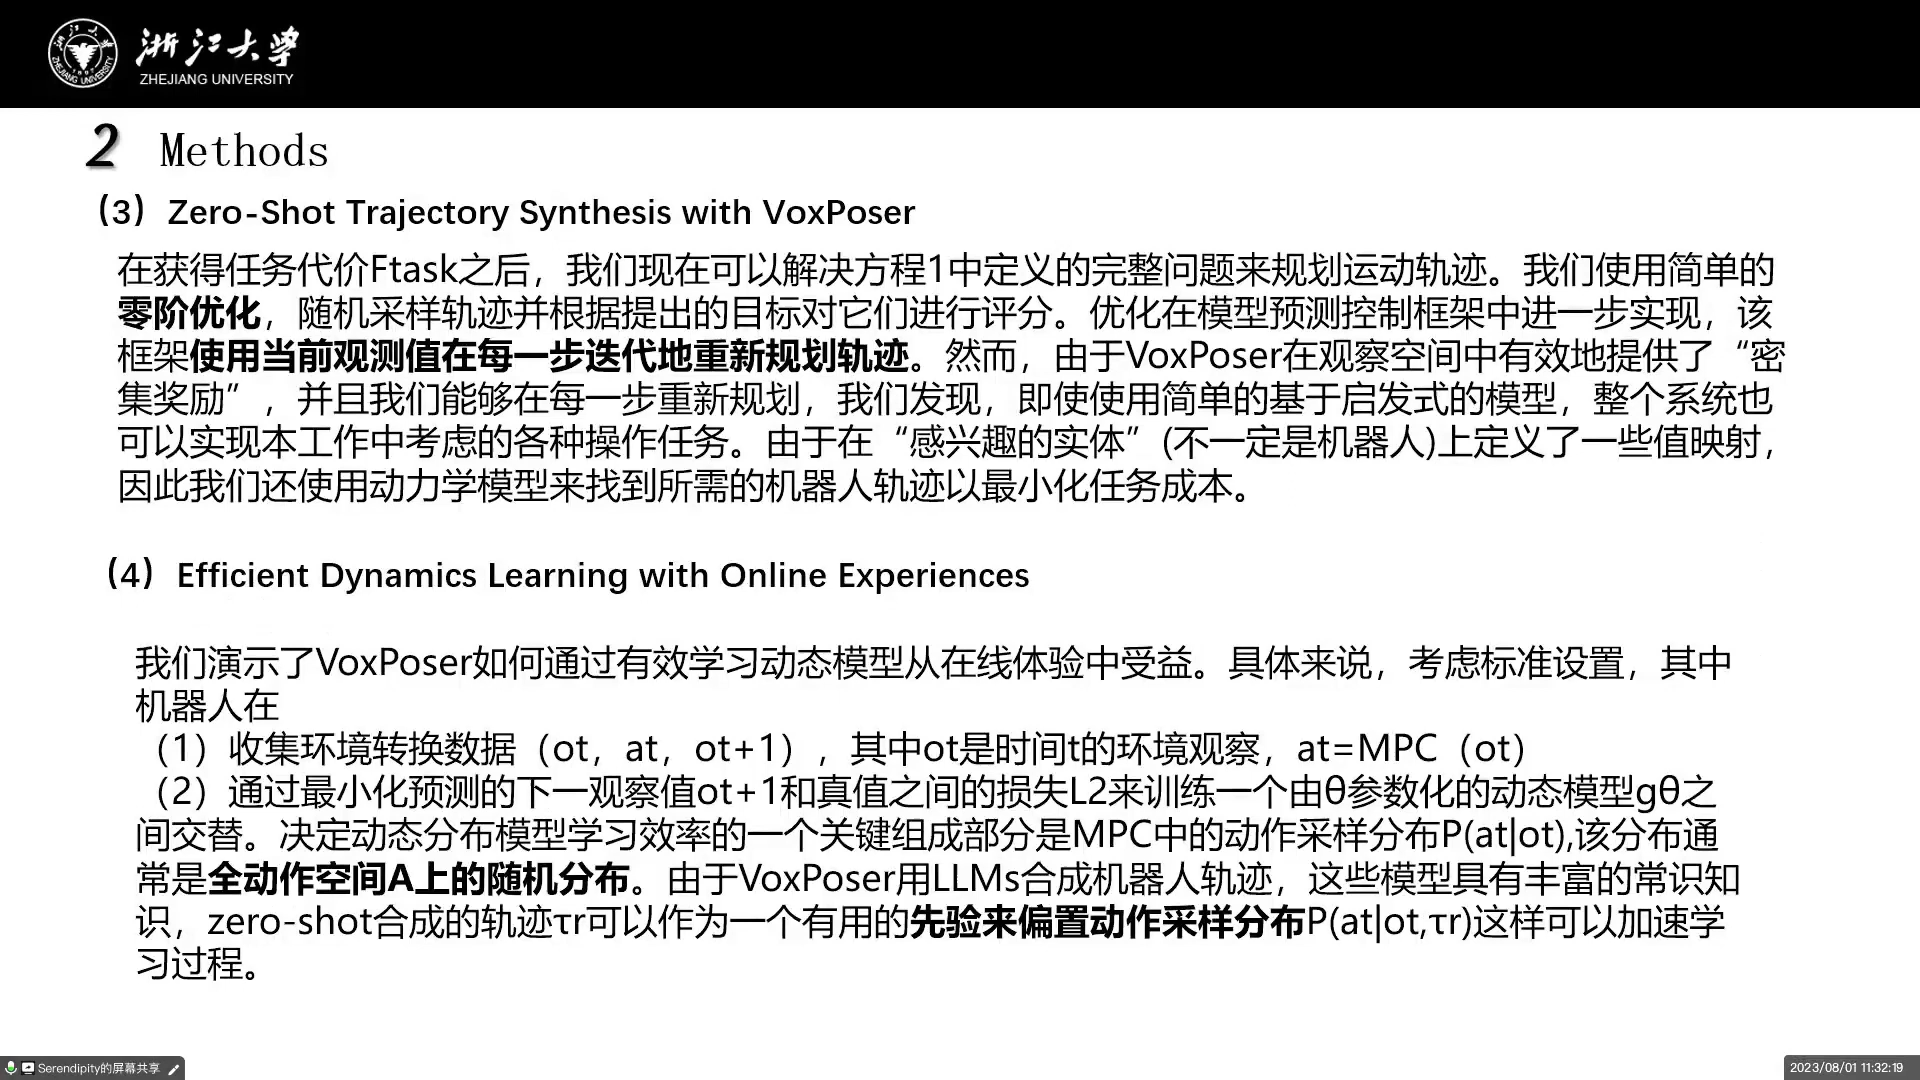 浙江大学
ZHEJIANG UNIVERSITY
2 Methods
（3）Zero-Shot Trajectory Synthesis with VoxPoser
在获得任务代价Ftask之后，我们现在可以解决方程1中定义的完整问题来规划运动轨迹。我们使用简单的
零阶优化，随机采样轨迹并根据提出的目标对它们进行评分。优化在模型预测控制框架中进一步实现，该
框架使用当前观测值在每一步迭代地重新规划轨迹。然而，由于VoxPoser在观察空间中有效地提供了“密
集奖励”，并且我们能够在每一步重新规划，我们发现，即使使用简单的基于启发式的模型，整个系统也
可以实现本工作中考虑的各种操作任务。由于在“感兴趣的实体”(不一定是机器人)上定义了一些值映射，
因此我们还使用动力学模型来找到所需的机器人轨迹以最小化任务成本。
（4）Efficient Dynamics Learning with Online Experiences
我们演示了VoxPoser如何通过有效学习动态模型从在线体验中受益。具体来说，考虑标准设置，其中
机器人在
（1）收集环境转换数据（ot，at，ot+1），其中ot是时间t的环境观察，at=MPC（ot）
（2）通过最小化预测的下一观察值ot+1和真值之间的损失L2来训练一个由θ参数化的动态模型gθ之
间交替。决定动态分布模型学习效率的一个关键组成部分是MPC中的动作采样分布P(at|ot),该分布通
常是全动作空间A上的随机分布。由于VoxPoser用LLMs合成机器人轨迹，这些模型具有丰富的常识知
识，zero-shot合成的轨迹τr可以作为一个有用的先验来偏置动作采样分布P(at|ot,τr)这样可以加速学
习过程。
Serendipity的屏幕共享
2023/08/01 11:32:19